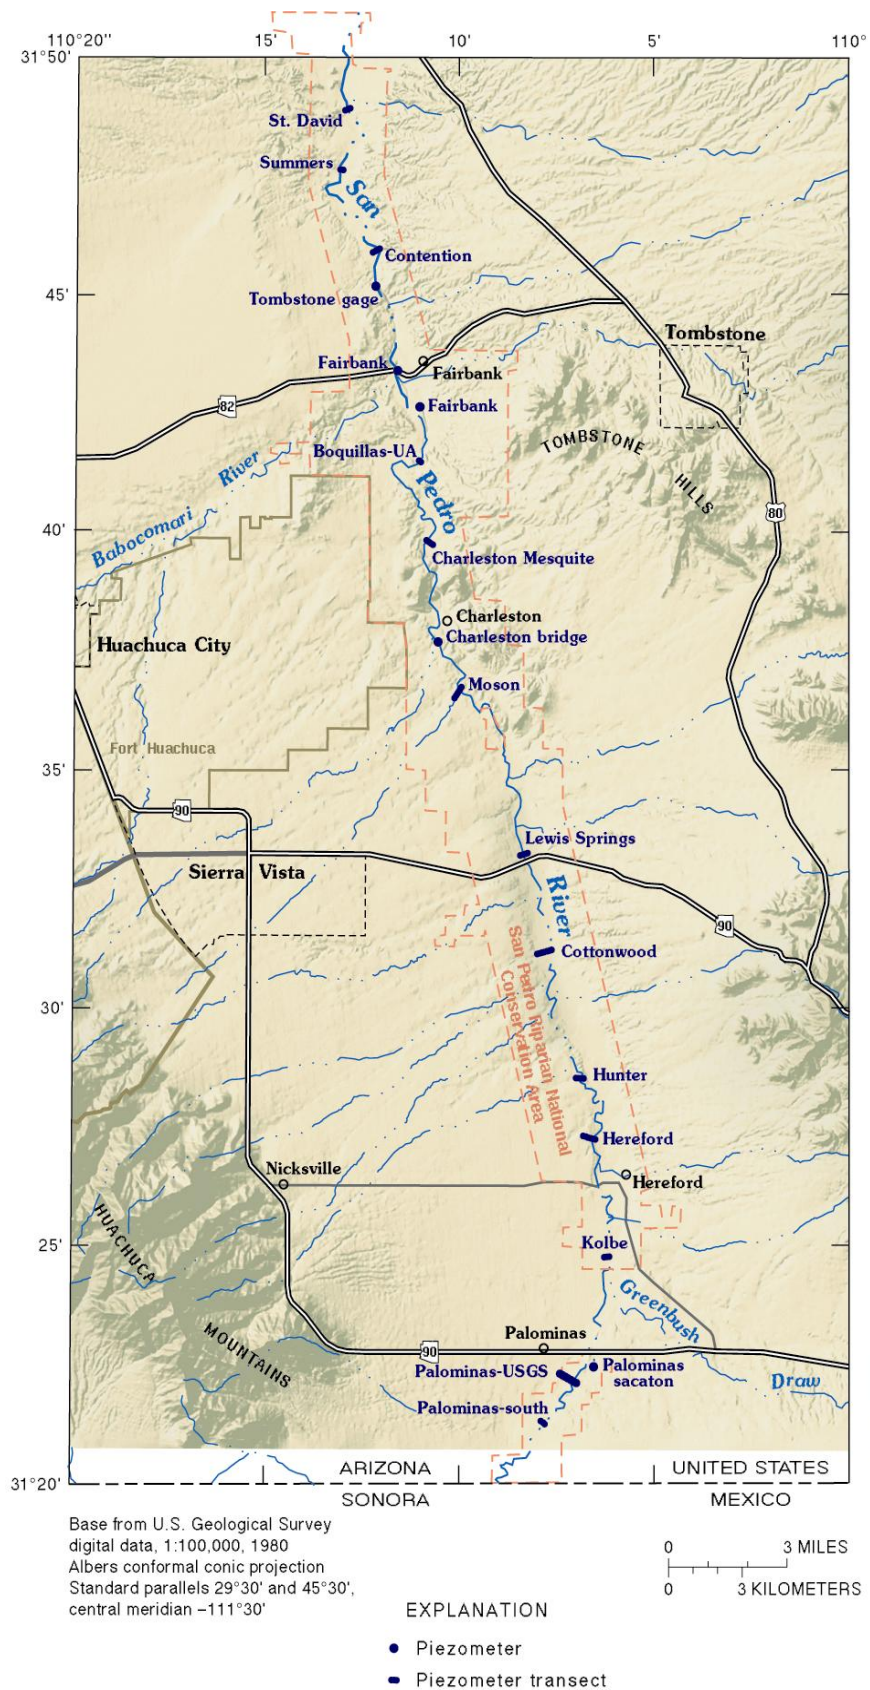 110°20'' 15' 10' 5' 110°
31°50'
St. David
Summers
San
Contention
45'
Tombstone gage
Tombstone
Fairbank
Fairbank
82
Fairbank
TOMBSTONE
Boquillas-UA
River
Pedro
HILLS
80
40'
Babocomari
Charleston Mesquite
Charleston
Charleston bridge
Huachuca City
Moson
Fort Huachuca
35'
90
Lewis Springs
Sierra Vista
River
90
Cottonwood
San Pedro Riparian National
Conservation Area
30'
Hunter
Hereford
Nicksville
Hereford
HUACHUCA
25'
Kolbe
Greenbush
MOUNTAINS
Palominas
90
Palominas-USGS
Palominas
sacaton
Draw
Palominas-south
ARIZONA UNITED STATES
31°20'
SONORA MEXICO
Base from U.S. Geological Survey
digital data, 1:100,000, 1980
Albers conformal conic projection
Standard parallels 29°30' and 45°30',
central meridian –111°30'
0 3 MILES
0 3 KILOMETERS
EXPLANATION
Piezometer
Piezometer transect